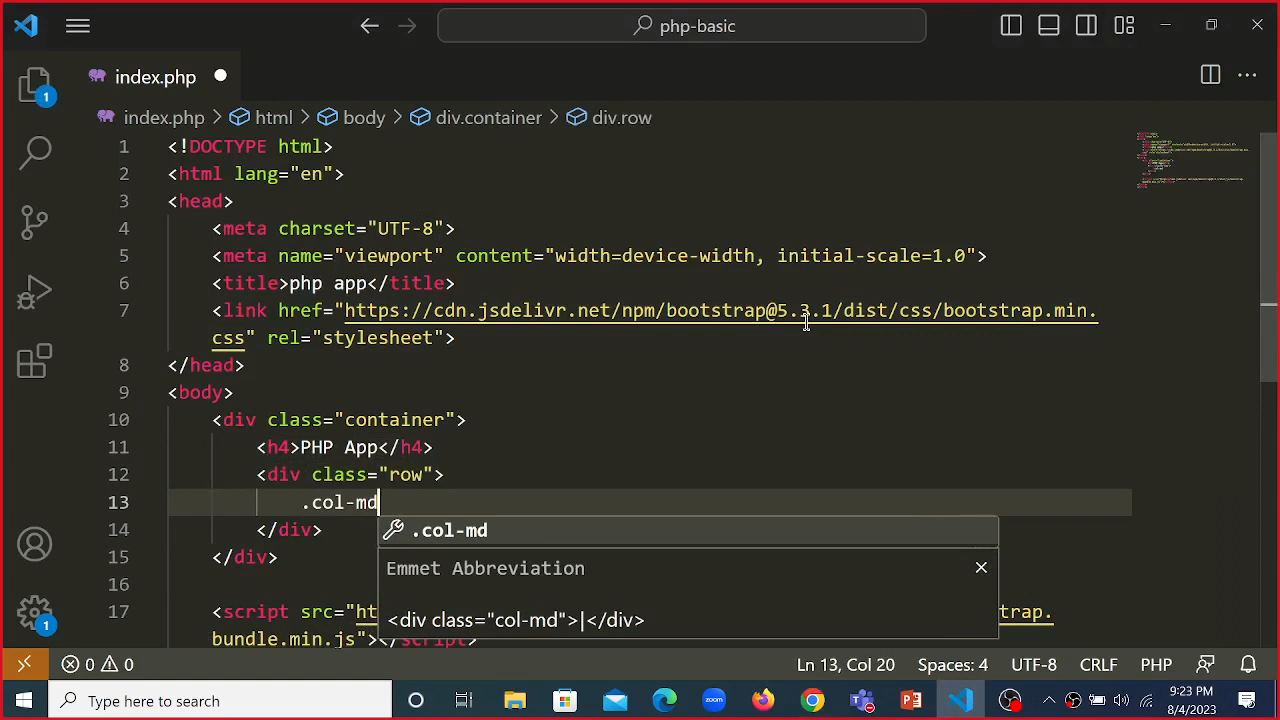 php-basic
index.php
1
index.php > html > body > div.container > div.row
1 <!DOCTYPE html>
2 <html lang="en">
3 <head>
4 <meta charset="UTF-8">
5 <meta name="viewport" content="width=device-width, initial-scale=1.0">
6 <title>php app</title>
7 <link href="https://cdn.jsdelivr.net/npm/bootstrap@5.3.1/dist/css/bootstrap.min.
css" rel="stylesheet">
8 </head>
9 <body>
10 <div class="container">
11 <h4>PHP App</h4>
12 <div class="row">
13 .col-md
14 </div>
.col-md
15 </div>
Emmet Abbreviation
16
17 <script src="ht
<div class="col-md">|</div>
trap.
bundle.min.js"></script>
1
0 0
Ln 13, Col 20
Spaces: 4
UTF-8
CRLF
PHP
Type here to search
zoom
9:23 PM
8/4/2023